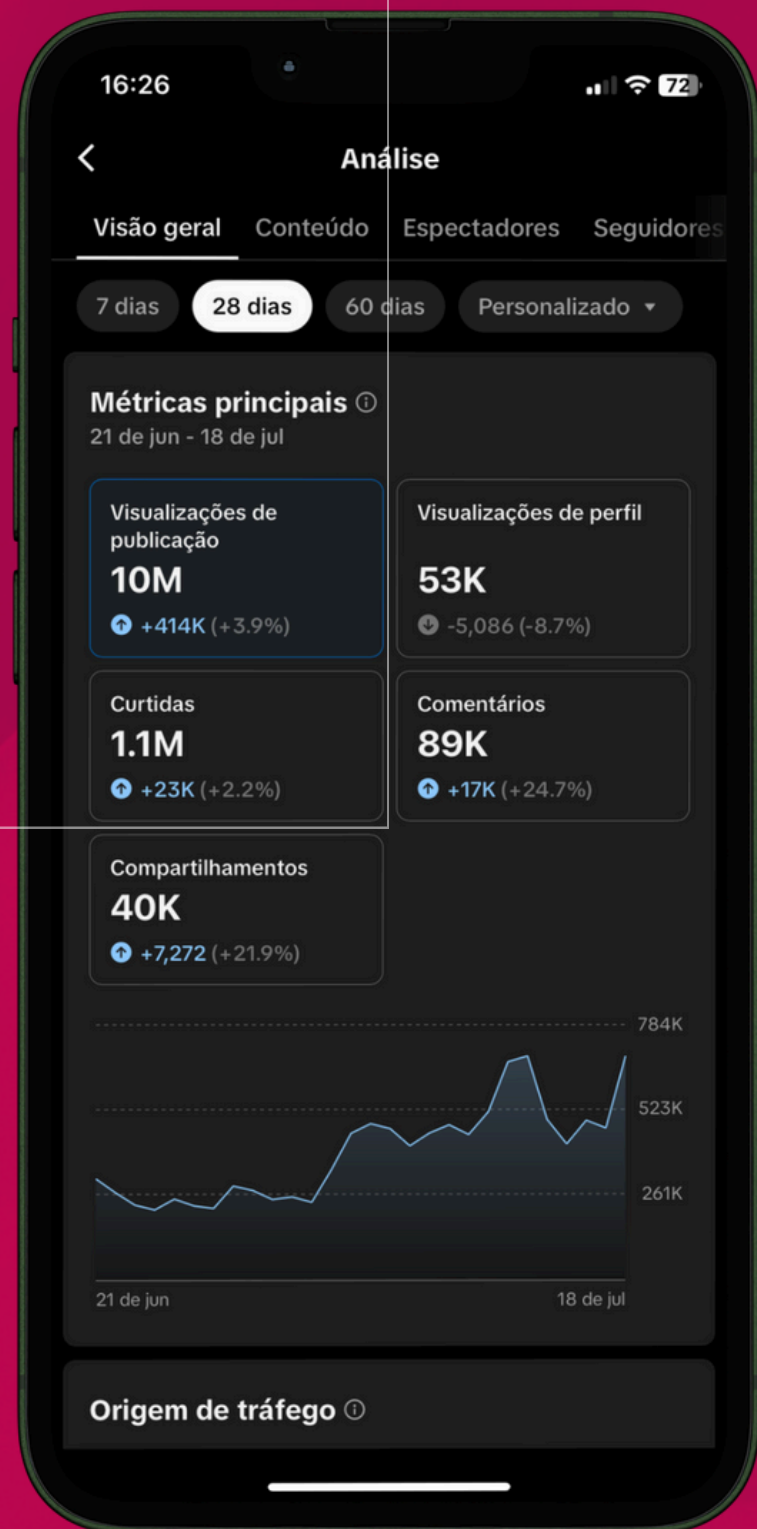 16:26
72
Análise
Visão geral Conteúdo Espectadores Seguidores
7 dias 28 dias 60 dias Personalizado
Métricas principais
21 de jun - 18 de jul
Visualizações de
publicação
10M
+414K (+3.9%)
Visualizações de perfil
53K
-5,086 (-8.7%)
Curtidas
1.1M
+23K (+2.2%)
Comentários
89K
+17K (+24.7%)
Compartilhamentos
40K
+7,272 (+21.9%)
784K
523K
261K
21 de jun 18 de jul
Origem de tráfego